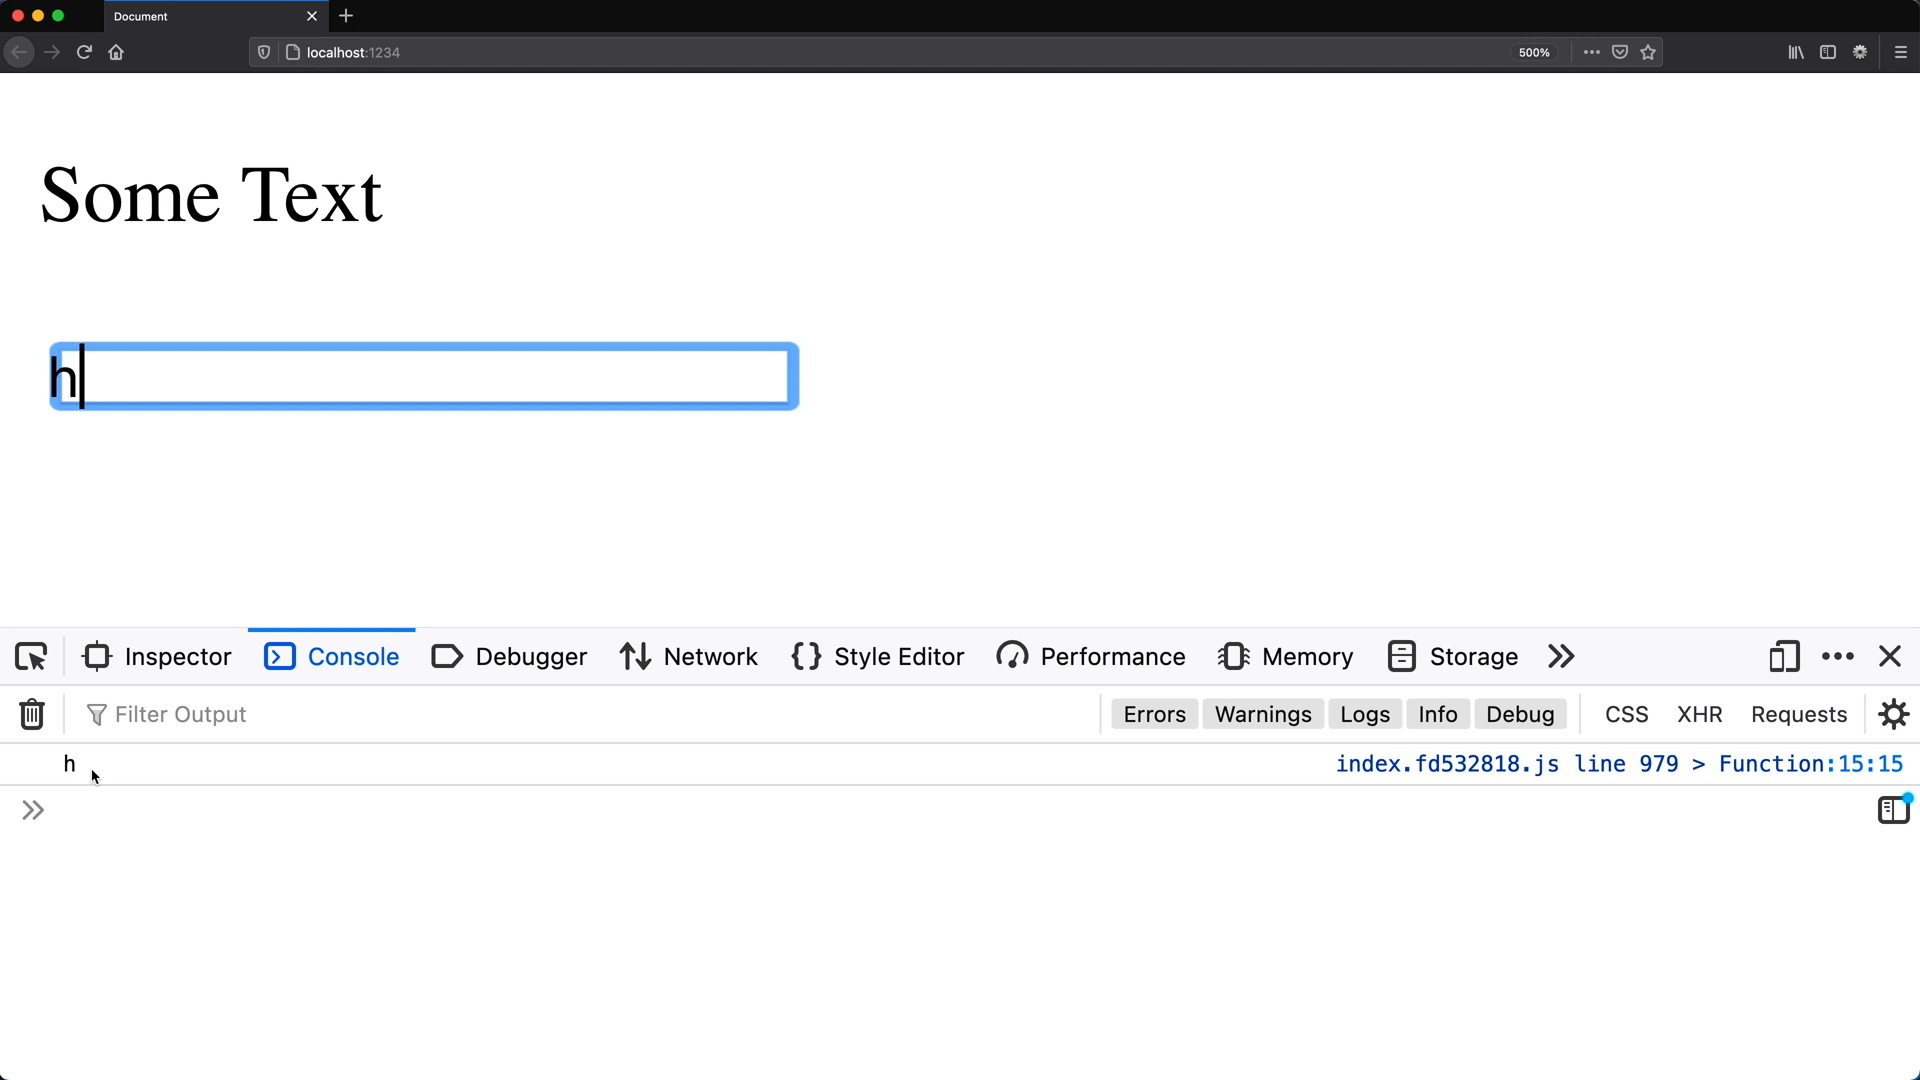 Document
localhost:1234
500%
Some Text
h
Inspector
Console
Debugger
Network
Style Editor
Performance
Memory
Storage
Filter Output
Errors
Warnings
Logs
Info
Debug
CSS
XHR
Requests
h
index.fd532818.js line 979 > Function:15:15